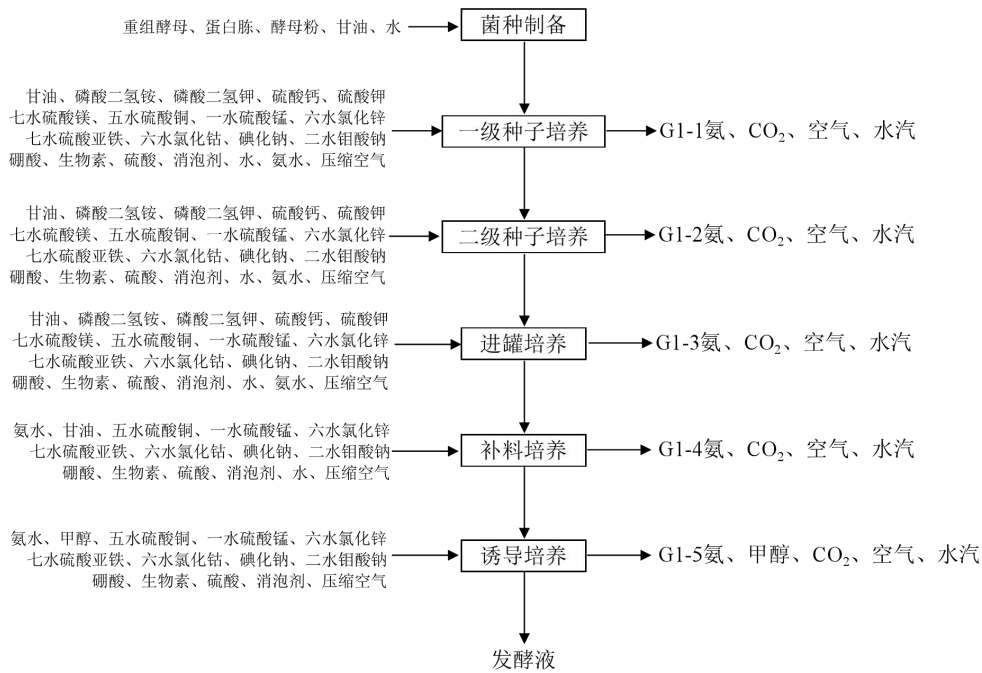 重组酵母、蛋白胨、酵母粉、甘油、水
菌种制备
甘油、磷酸二氢铵、磷酸二氢钾、硫酸钙、硫酸钾
七水硫酸镁、五水硫酸铜、一水硫酸锰、六水氯化锌
七水硫酸亚铁、六水氯化钴、碘化钠、二水钼酸钠
硼酸、生物素、硫酸、消泡剂、水、氨水、压缩空气
一级种子培养
G1-1氨、CO₂、空气、水汽
甘油、磷酸二氢铵、磷酸二氢钾、硫酸钙、硫酸钾
七水硫酸镁、五水硫酸铜、一水硫酸锰、六水氯化锌
七水硫酸亚铁、六水氯化钴、碘化钠、二水钼酸钠
硼酸、生物素、硫酸、消泡剂、水、氨水、压缩空气
二级种子培养
G1-2氨、CO₂、空气、水汽
甘油、磷酸二氢铵、磷酸二氢钾、硫酸钙、硫酸钾
七水硫酸镁、五水硫酸铜、一水硫酸锰、六水氯化锌
七水硫酸亚铁、六水氯化钴、碘化钠、二水钼酸钠
硼酸、生物素、硫酸、消泡剂、水、氨水、压缩空气
进罐培养
G1-3氨、CO₂、空气、水汽
氨水、甘油、五水硫酸铜、一水硫酸锰、六水氯化锌
七水硫酸亚铁、六水氯化钴、碘化钠、二水钼酸钠
硼酸、生物素、硫酸、消泡剂、水、压缩空气
补料培养
G1-4氨、CO₂、空气、水汽
氨水、甲醇、五水硫酸铜、一水硫酸锰、六水氯化锌
七水硫酸亚铁、六水氯化钴、碘化钠、二水钼酸钠
硼酸、生物素、硫酸、消泡剂、压缩空气
诱导培养
G1-5氨、甲醇、CO₂、空气、水汽
发酵液